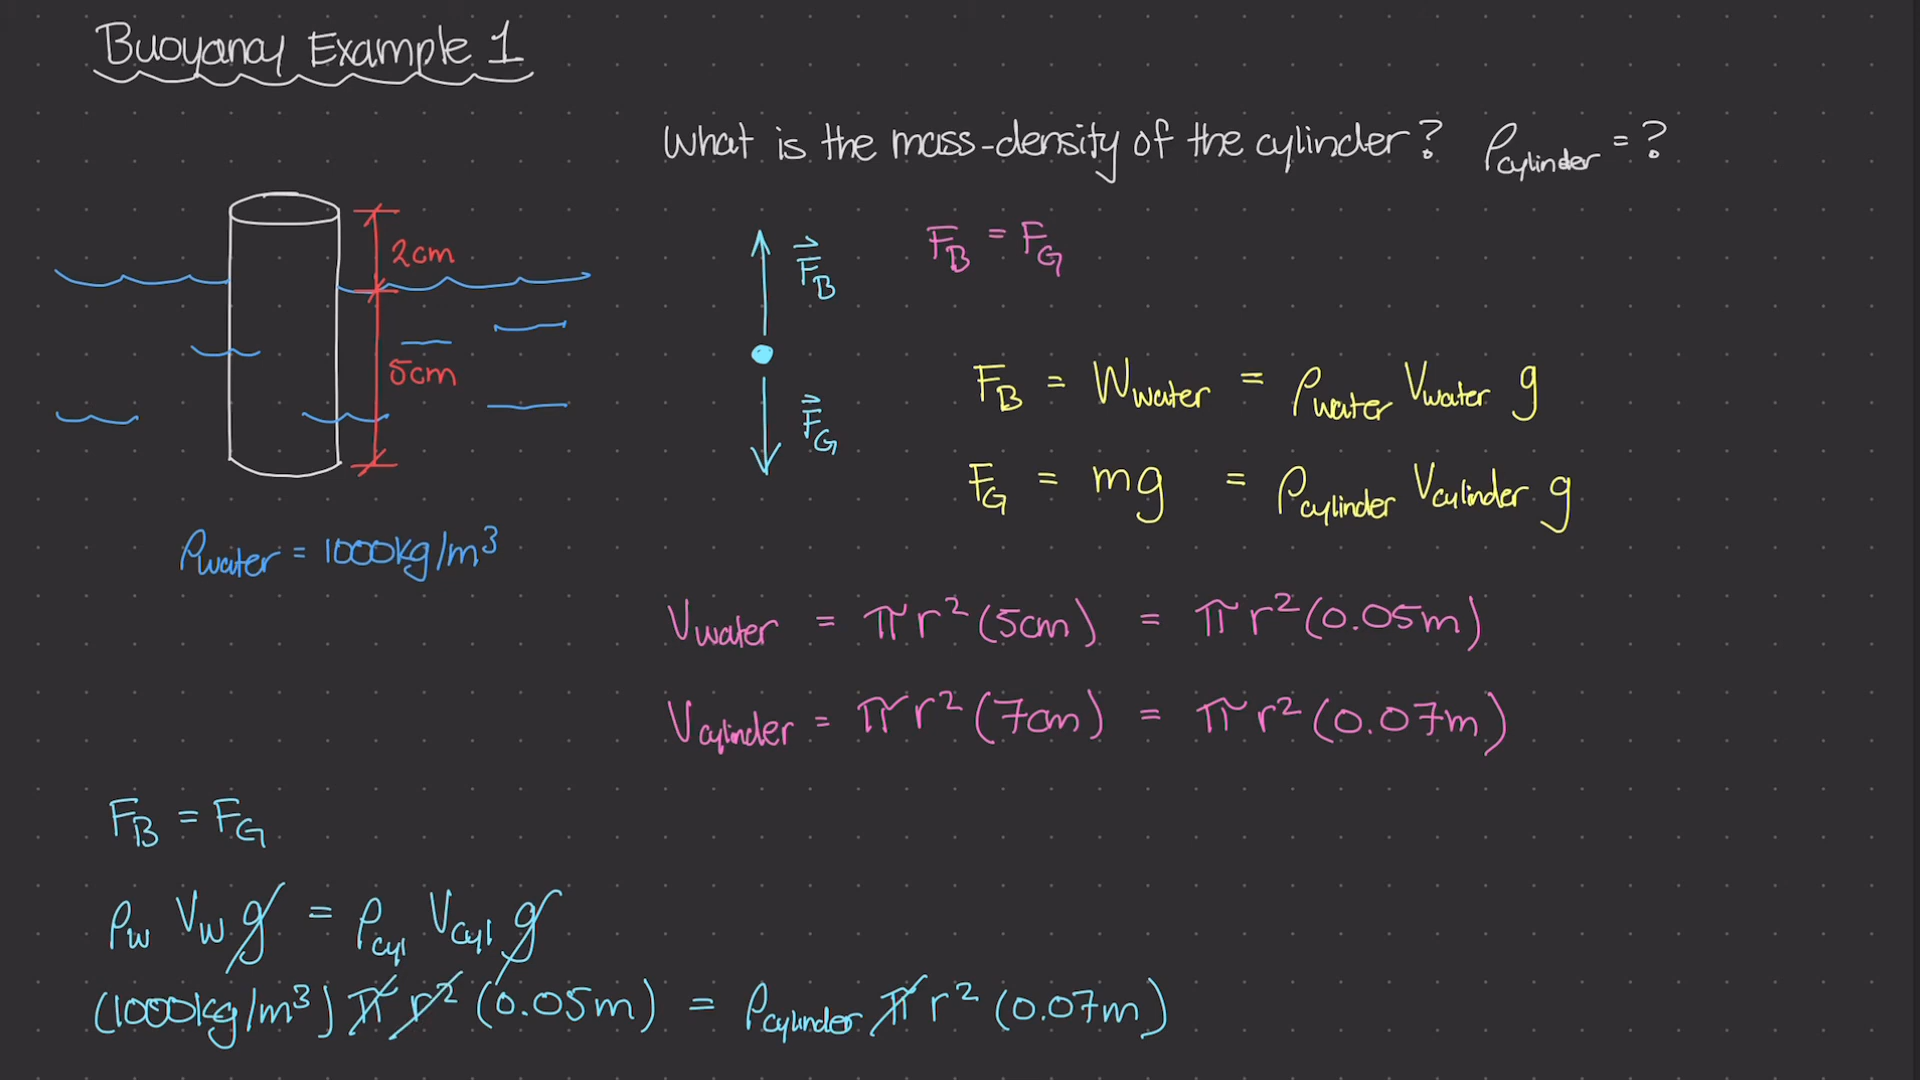 Buoyancy Example 1
What is the mass-density of the cylinder? ρcylinder = ?
2cm
5cm
ρwater = 1000kg/m³
F⃗B
F⃗G
FB = FG
FB = Wwater = ρwater Vwater g
FG = mg = ρcylinder Vcylinder g
Vwater = πr²(5cm) = πr²(0.05m)
Vcylinder = πr²(7cm) = πr²(0.07m)
FB = FG
ρw Vw g = ρcyl Vcyl g
(1000kg/m³) π r² (0.05m) = ρcylinder π r² (0.07m)